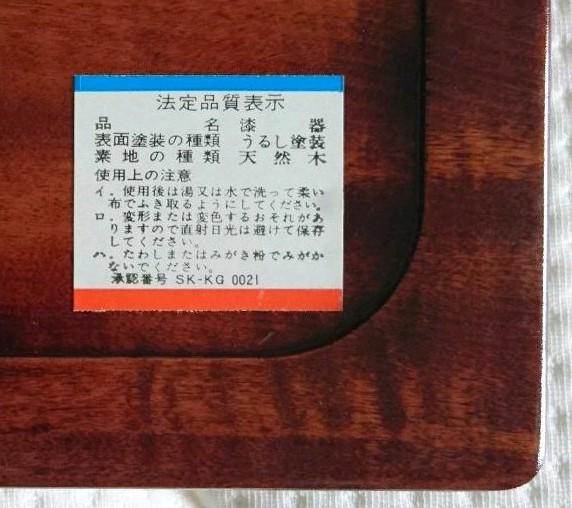 法定品質表示
品名 漆器
表面塗装の種類 うるし塗装
素地の種類 天然木
使用上の注意
イ．使用後は湯又は水で洗って柔い
布でふき取るようにしてください。
ロ．変形または変色するおそれがあ
りますので直射日光は避けて保存
してください。
ハ．たわしまたはみがき粉でみがか
ないでください。
承認番号 SK-KG 0021